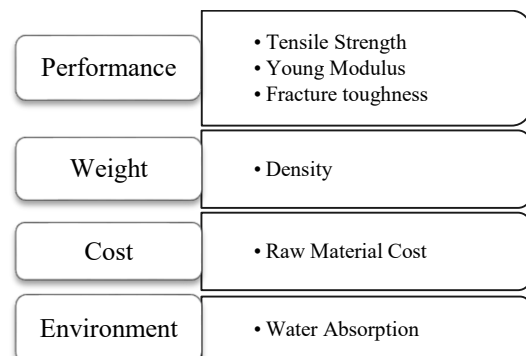 Performance
• Tensile Strength
• Young Modulus
• Fracture toughness
Weight
• Density
Cost
• Raw Material Cost
Environment
• Water Absorption